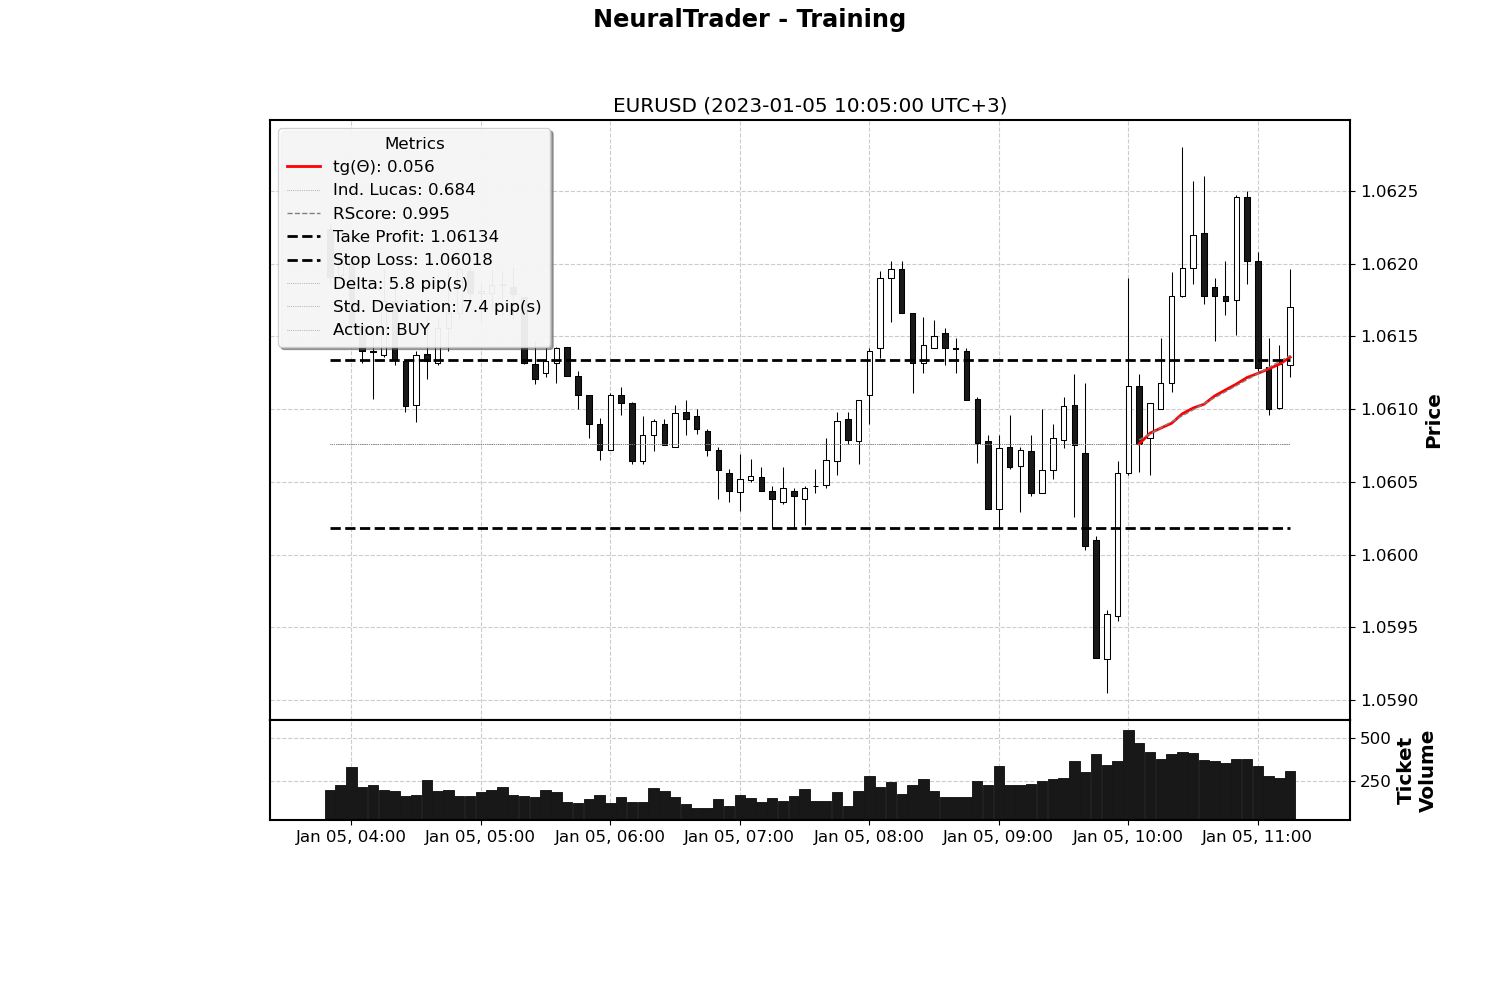 NeuralTrader - Training
EURUSD (2023-01-05 10:05:00 UTC+3)
Metrics
tg(Θ): 0.056
Ind. Lucas: 0.684
RScore: 0.995
Take Profit: 1.06134
Stop Loss: 1.06018
Delta: 5.8 pip(s)
Std. Deviation: 7.4 pip(s)
Action: BUY
1.0625
1.0620
1.0615
1.0610
1.0605
1.0600
1.0595
1.0590
Price
500
250
Ticket
Volume
Jan 05, 04:00
Jan 05, 05:00
Jan 05, 06:00
Jan 05, 07:00
Jan 05, 08:00
Jan 05, 09:00
Jan 05, 10:00
Jan 05, 11:00